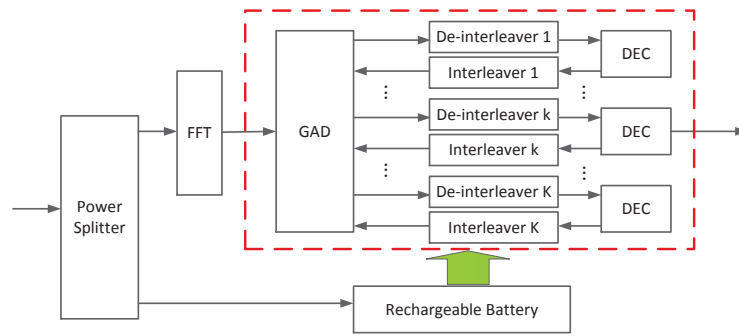 De-interleaver 1
DEC
Interleaver 1
...
FFT
GAD
De-interleaver k
DEC
Interleaver k
...
Power
Splitter
De-interleaver K
DEC
Interleaver K
Rechargeable Battery